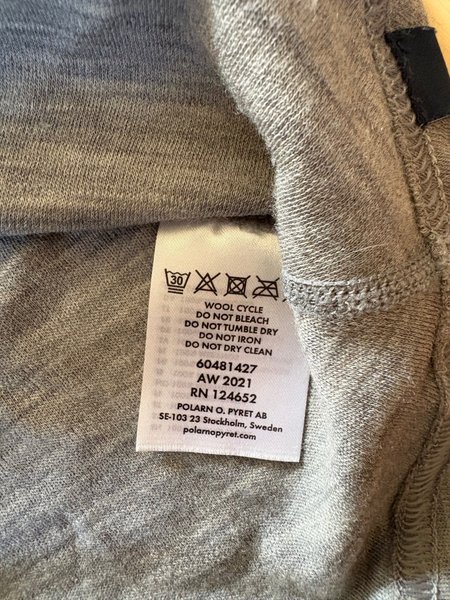 30
WOOL CYCLE
DO NOT BLEACH
DO NOT TUMBLE DRY
DO NOT IRON
DO NOT DRY CLEAN
60481427
AW 2021
RN 124652
POLARN O. PYRET AB
SE-103 23 Stockholm, Sweden
polarnopyret.com